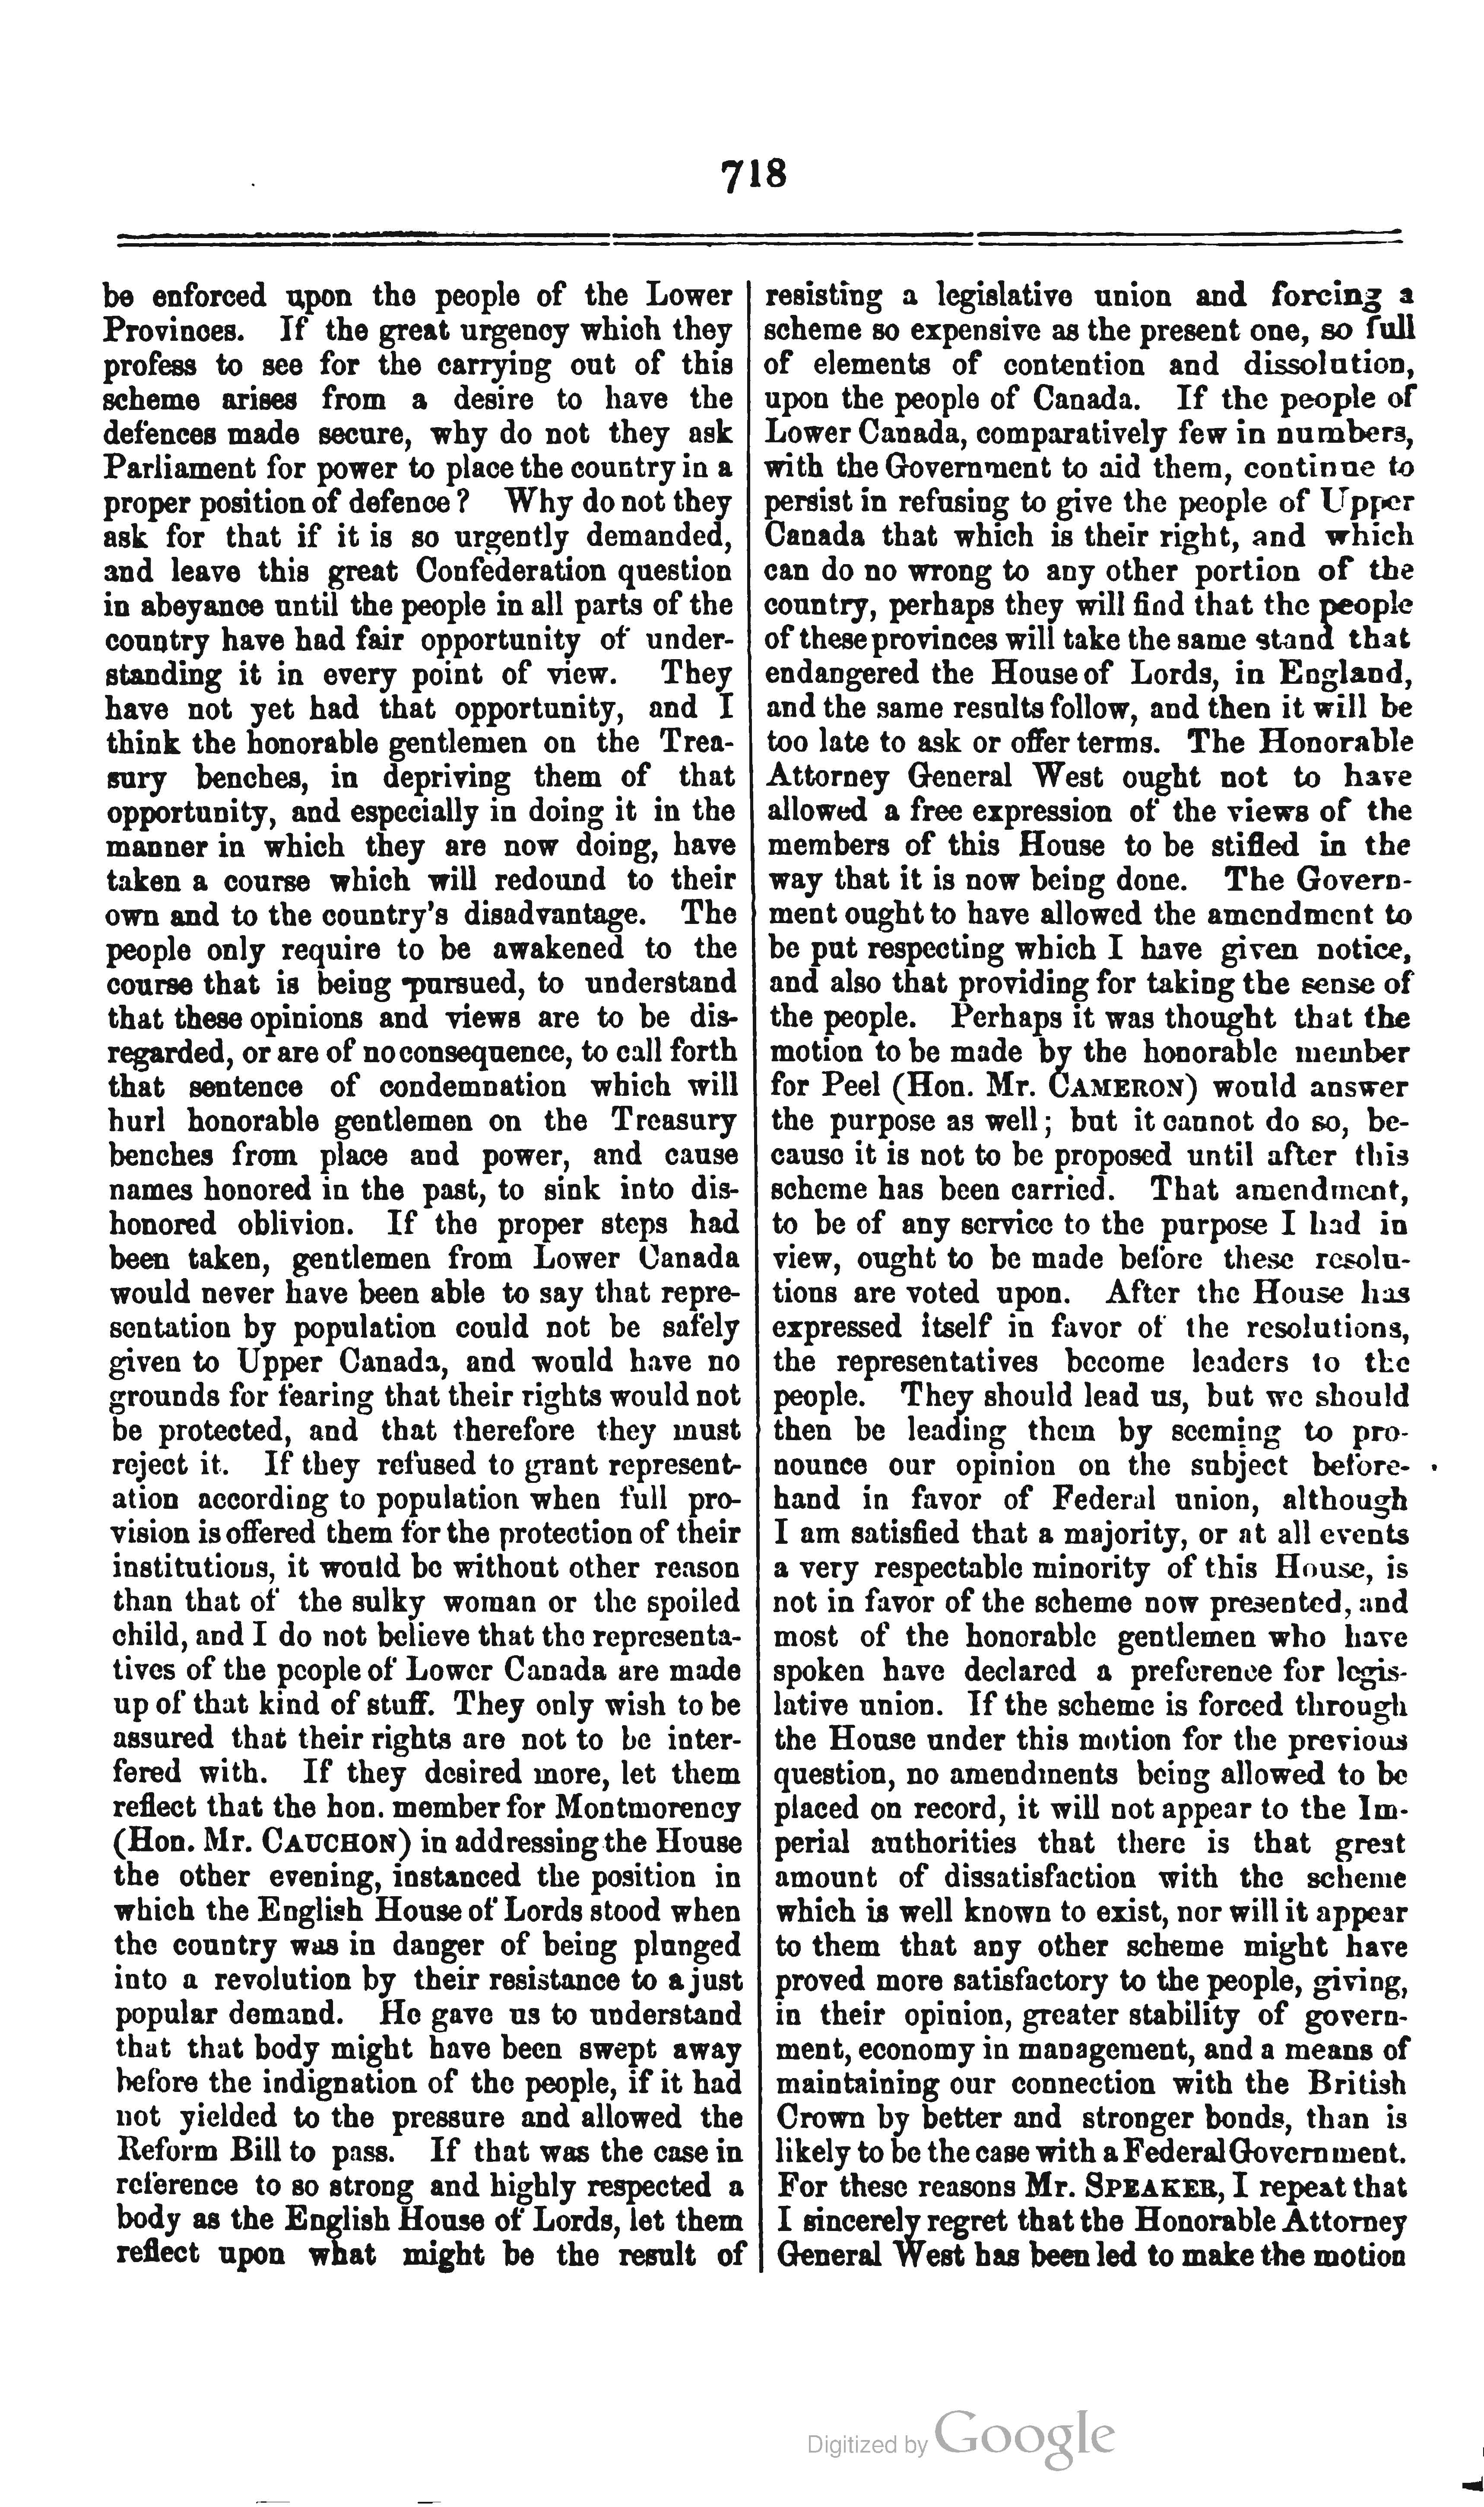 718
be enforced upon the people of the Lower
Provinces. If the great urgency which they
profess to see for the carrying out of this
scheme arises from a desire to have the
defences made secure, why do not they ask
Parliament for power to place the country in a
proper position of defence? Why do not they
ask for that if it is so urgently demanded,
and leave this great Confederation question
in abeyance until the people in all parts of the
country have had fair opportunity of under-
standing it in every point of view. They
have not yet had that opportunity, and I
think the honorable gentlemen on the Trea-
sury benches, in depriving them of that
opportunity, and especially in doing it in the
manner in which they are now doing, have
taken a course which will redound to their
own and to the country's disadvantage. The
people only require to be awakened to the
course that is being pursued, to understand
that these opinions and views are to be dis-
regarded, or are of no consequence, to call forth
that sentence of condemnation which will
hurl honorable gentlemen on the Treasury
benches from place and power, and cause
names honored in the past, to sink into dis-
honored oblivion. If the proper steps had
been taken, gentlemen from Lower Canada
would never have been able to say that repre-
sentation by population could not be safely
given to Upper Canada, and would have no
grounds for fearing that their rights would not
be protected, and that therefore they must
reject it. If they refused to grant represent-
ation according to population when full pro-
vision is offered them for the protection of their
institutions, it would be without other reason
than that of the sulky woman or the spoiled
child, and I do not believe that the representa-
tives of the people of Lower Canada are made
up of that kind of stuff. They only wish to be
assured that their rights are not to be inter-
fered with. If they desired more, let them
reflect that the hon. member for Montmorency
(Hon. Mr. CAUCHON) in addressing the House
the other evening, instanced the position in
which the English House of Lords stood when
the country was in danger of being plunged
into a revolution by their resistance to a just
popular demand. He gave us to understand
that that body might have been swept away
before the indignation of the people, if it had
not yielded to the pressure and allowed the
Reform Bill to pass. If that was the case in
reference to so strong and highly respected a
body as the English House of Lords, let them
reflect upon what might be the result of
resisting a legislative union and forcing a
scheme so expensive as the present one, so full
of elements of contention and dissolution,
upon the people of Canada. If the people of
Lower Canada, comparatively few in numbers,
with the Government to aid them, continue to
persist in refusing to give the people of Upper
Canada that which is their right, and which
can do no wrong to any other portion of the
country, perhaps they will find that the people
of these provinces will take the same stand that
endangered the House of Lords, in England,
and the same results follow, and then it will be
too late to ask or offer terms. The Honorable
Attorney General West ought not to have
allowed a free expression of the views of the
members of this House to be stifled in the
way that it is now being done. The Govern-
ment ought to have allowed the amendment to
be put respecting which I have given notice,
and also that providing for taking the sense of
the people. Perhaps it was thought that the
motion to be made by the honorable member
for Peel (Hon. Mr. CAMERON) would answer
the purpose as well; but it cannot do so, be-
cause it is not to be proposed until after this
scheme has been carried. That amendment,
to be of any service to the purpose I had in
view, ought to be made before these resolu-
tions are voted upon. After the House has
expressed itself in favor of the resolutions,
the representatives become leaders to the
people. They should lead us, but we should
then be leading them by seeming to pro-
nounce our opinion on the subject before-
hand in favor of Federal union, although
I am satisfied that a majority, or at all events
a very respectable minority of this House, is
not in favor of the scheme now presented, and
most of the honorable gentlemen who have
spoken have declared a preference for legis-
lative union. If the scheme is forced through
the House under this motion for the previous
question, no amendments being allowed to be
placed on record, it will not appear to the Im-
perial authorities that there is that great
amount of dissatisfaction with the scheme
which is well known to exist, nor will it appear
to them that any other scheme might have
proved more satisfactory to the people, giving,
in their opinion, greater stability of govern-
ment, economy in management, and a means of
maintaining our connection with the British
Crown by better and stronger bonds, than is
likely to be the case with a Federal Government.
For these reasons Mr. SPEAKER, I repeat that
I sincerely regret that the Honorable Attorney
General West has been led to make the motion
Digitized by Google